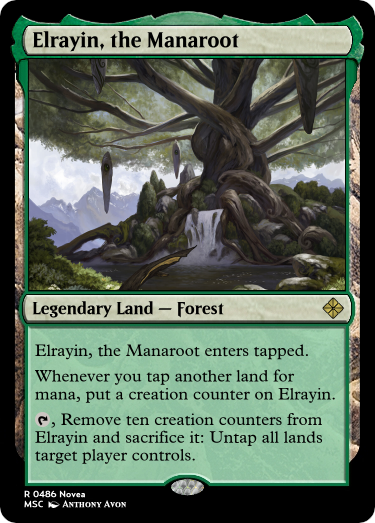 Elrayin, the Manaroot
Legendary Land — Forest
Elrayin, the Manaroot enters tapped.
Whenever you tap another land for
mana, put a creation counter on Elrayin.
, Remove ten creation counters from
Elrayin and sacrifice it: Untap all lands
target player controls.
R 0486 Novea
MSC Anthony Avon